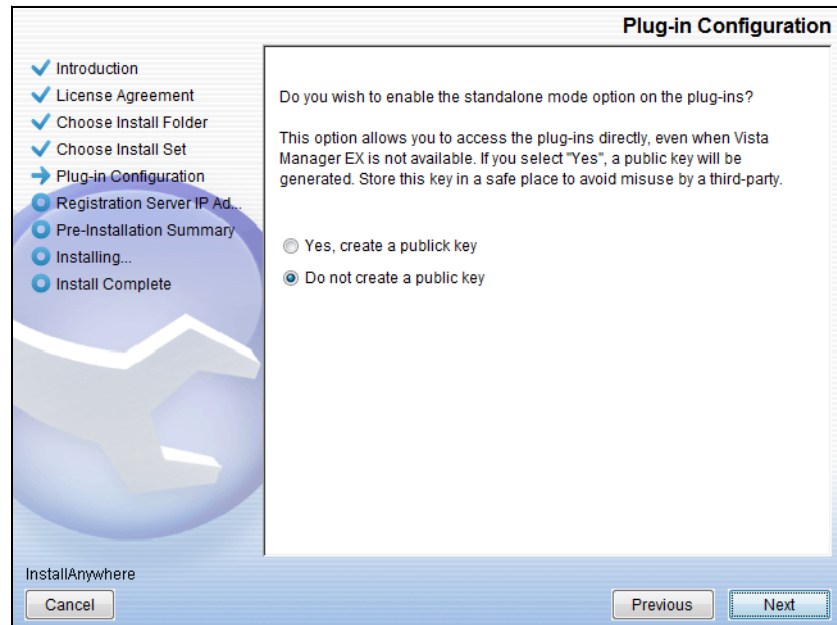 Plug-in Configuration
Introduction
License Agreement
Choose Install Folder
Choose Install Set
Plug-in Configuration
Registration Server IP Ad...
Pre-Installation Summary
Installing...
Install Complete
Do you wish to enable the standalone mode option on the plug-ins?
This option allows you to access the plug-ins directly, even when Vista
Manager EX is not available. If you select "Yes", a public key will be
generated. Store this key in a safe place to avoid misuse by a third-party.
Yes, create a publick key
Do not create a public key
InstallAnywhere
Cancel
Previous
Next